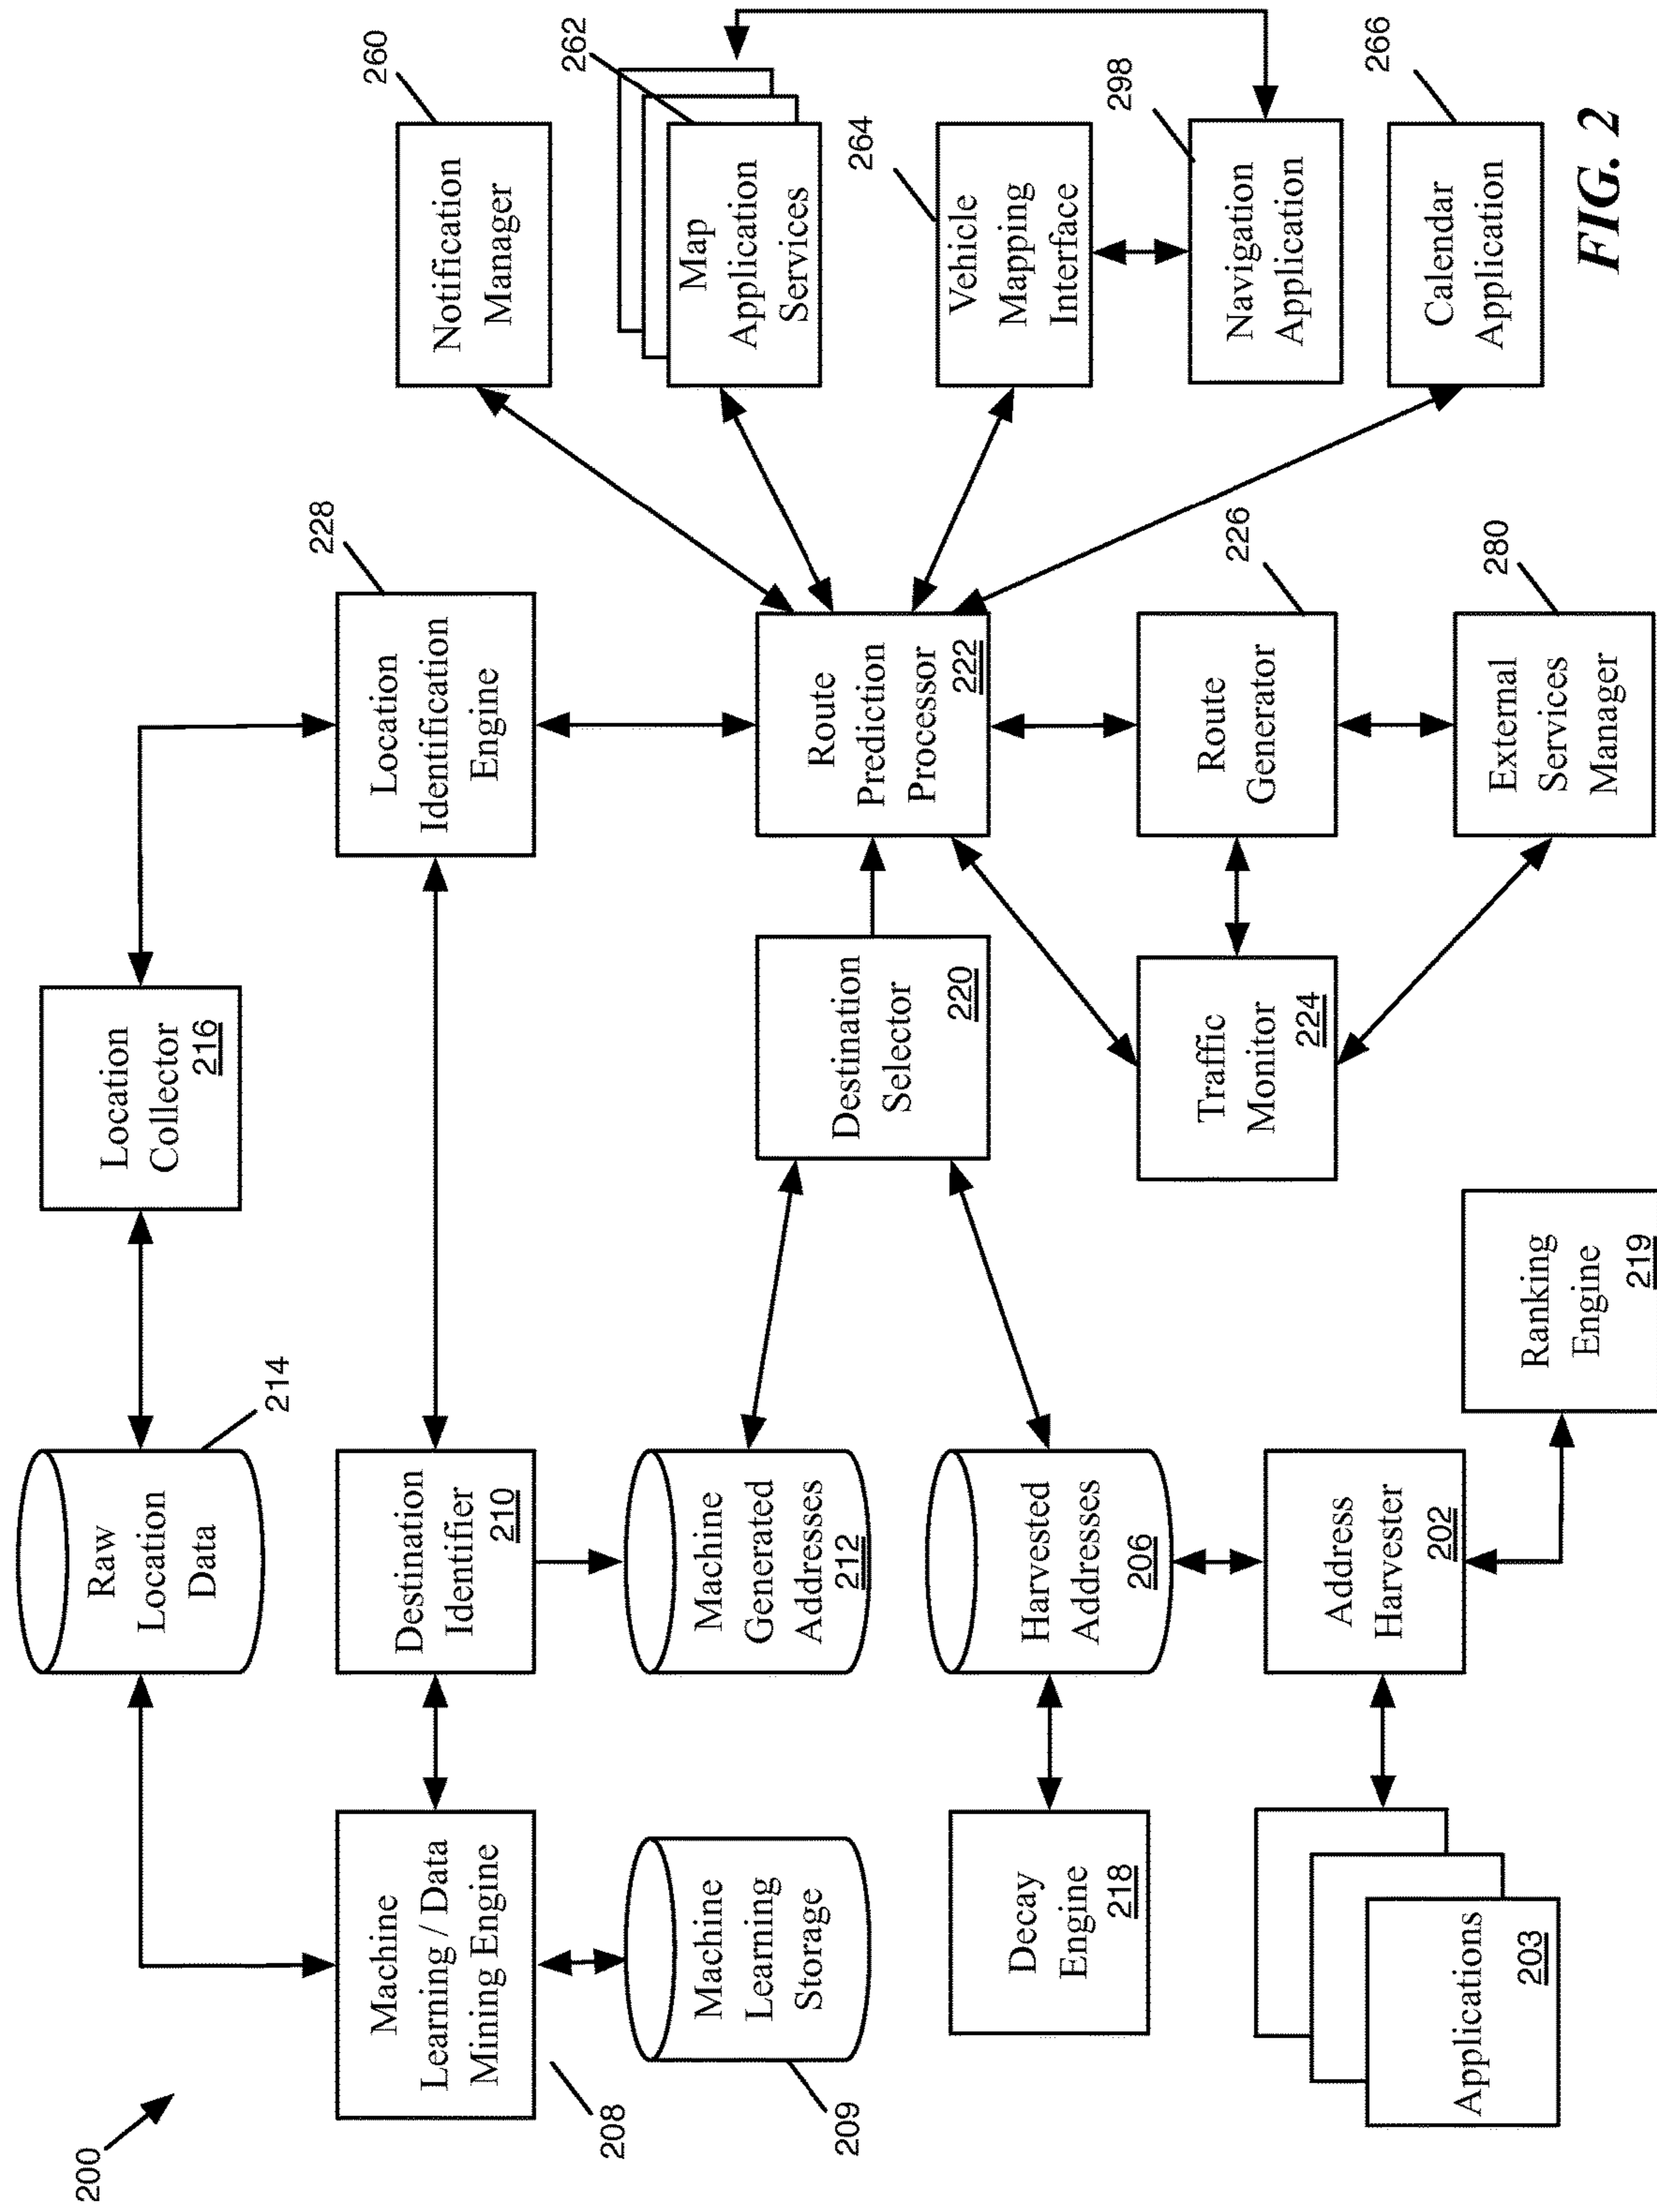 200
Raw
Location
Data
214
Location
Collector
216
Machine
Learning / Data
Mining Engine
208
Destination
Identifier
210
Location
Identification
Engine
228
Notification
Manager
260
Machine
Learning
Storage
209
Machine
Generated
Addresses
212
Destination
Selector
220
Route
Prediction
Processor
222
Map
Application
Services
262
Decay
Engine
218
Harvested
Addresses
206
Vehicle
Mapping
Interface
264
Traffic
Monitor
224
Route
Generator
226
Navigation
Application
298
Applications
203
Address
Harvester
202
Ranking
Engine
219
External
Services
Manager
280
Calendar
Application
266
FIG. 2